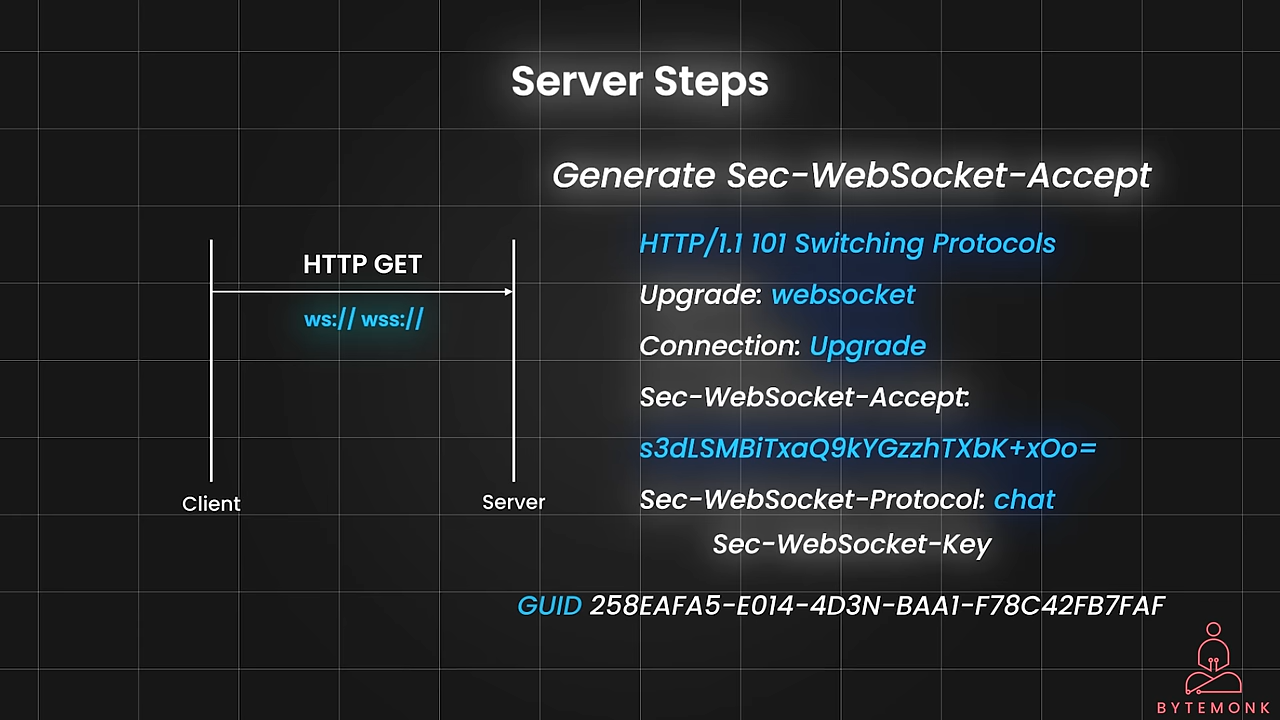 Server Steps
Generate Sec-WebSocket-Accept
HTTP/1.1 101 Switching Protocols
Upgrade: websocket
Connection: Upgrade
Sec-WebSocket-Accept:
s3dLSMBiTxaQ9kYGzzhTXbK+xOo=
Sec-WebSocket-Protocol: chat
Sec-WebSocket-Key
GUID 258EAFA5-E014-4D3N-BAA1-F78C42FB7FAF
HTTP GET
ws:// wss://
Client
Server
BYTEMONK